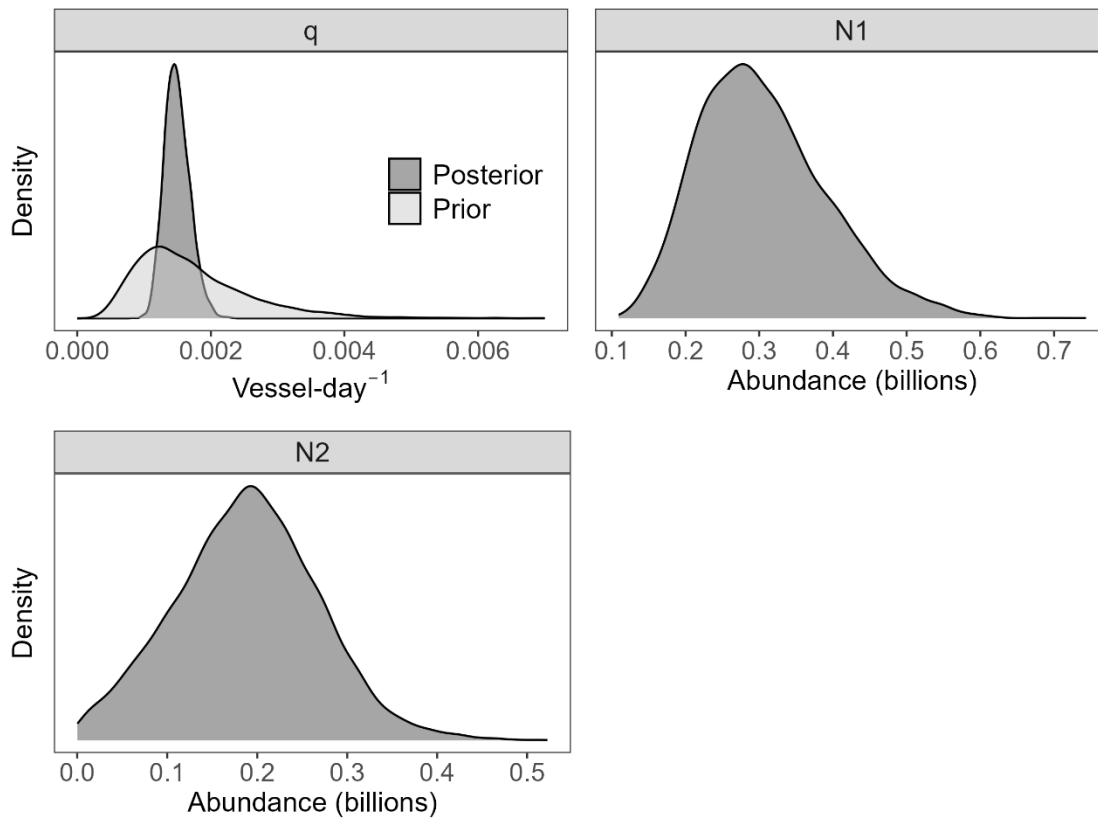 q
Density
Posterior
Prior
0.000 0.002 0.004 0.006
Vessel-day⁻¹
N1
0.1 0.2 0.3 0.4 0.5 0.6 0.7
Abundance (billions)
N2
Density
0.0 0.1 0.2 0.3 0.4 0.5
Abundance (billions)